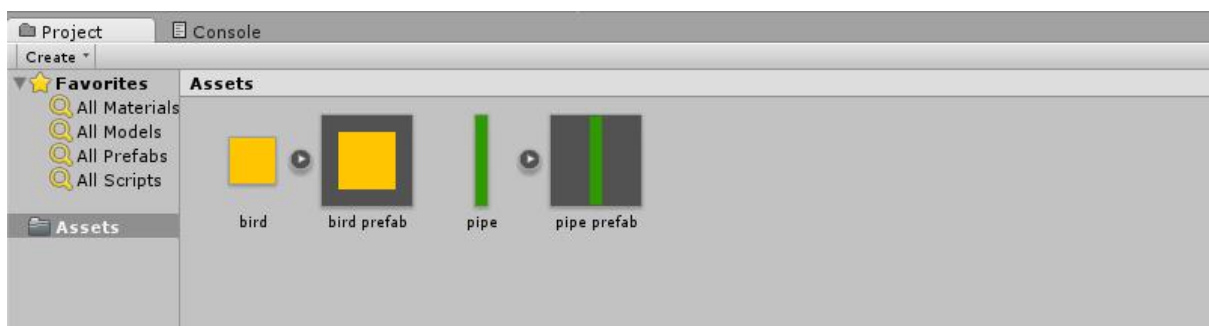 Project
Console
Create
Favorites
Assets
All Materials
All Models
All Prefabs
All Scripts
Assets
bird
bird prefab
pipe
pipe prefab